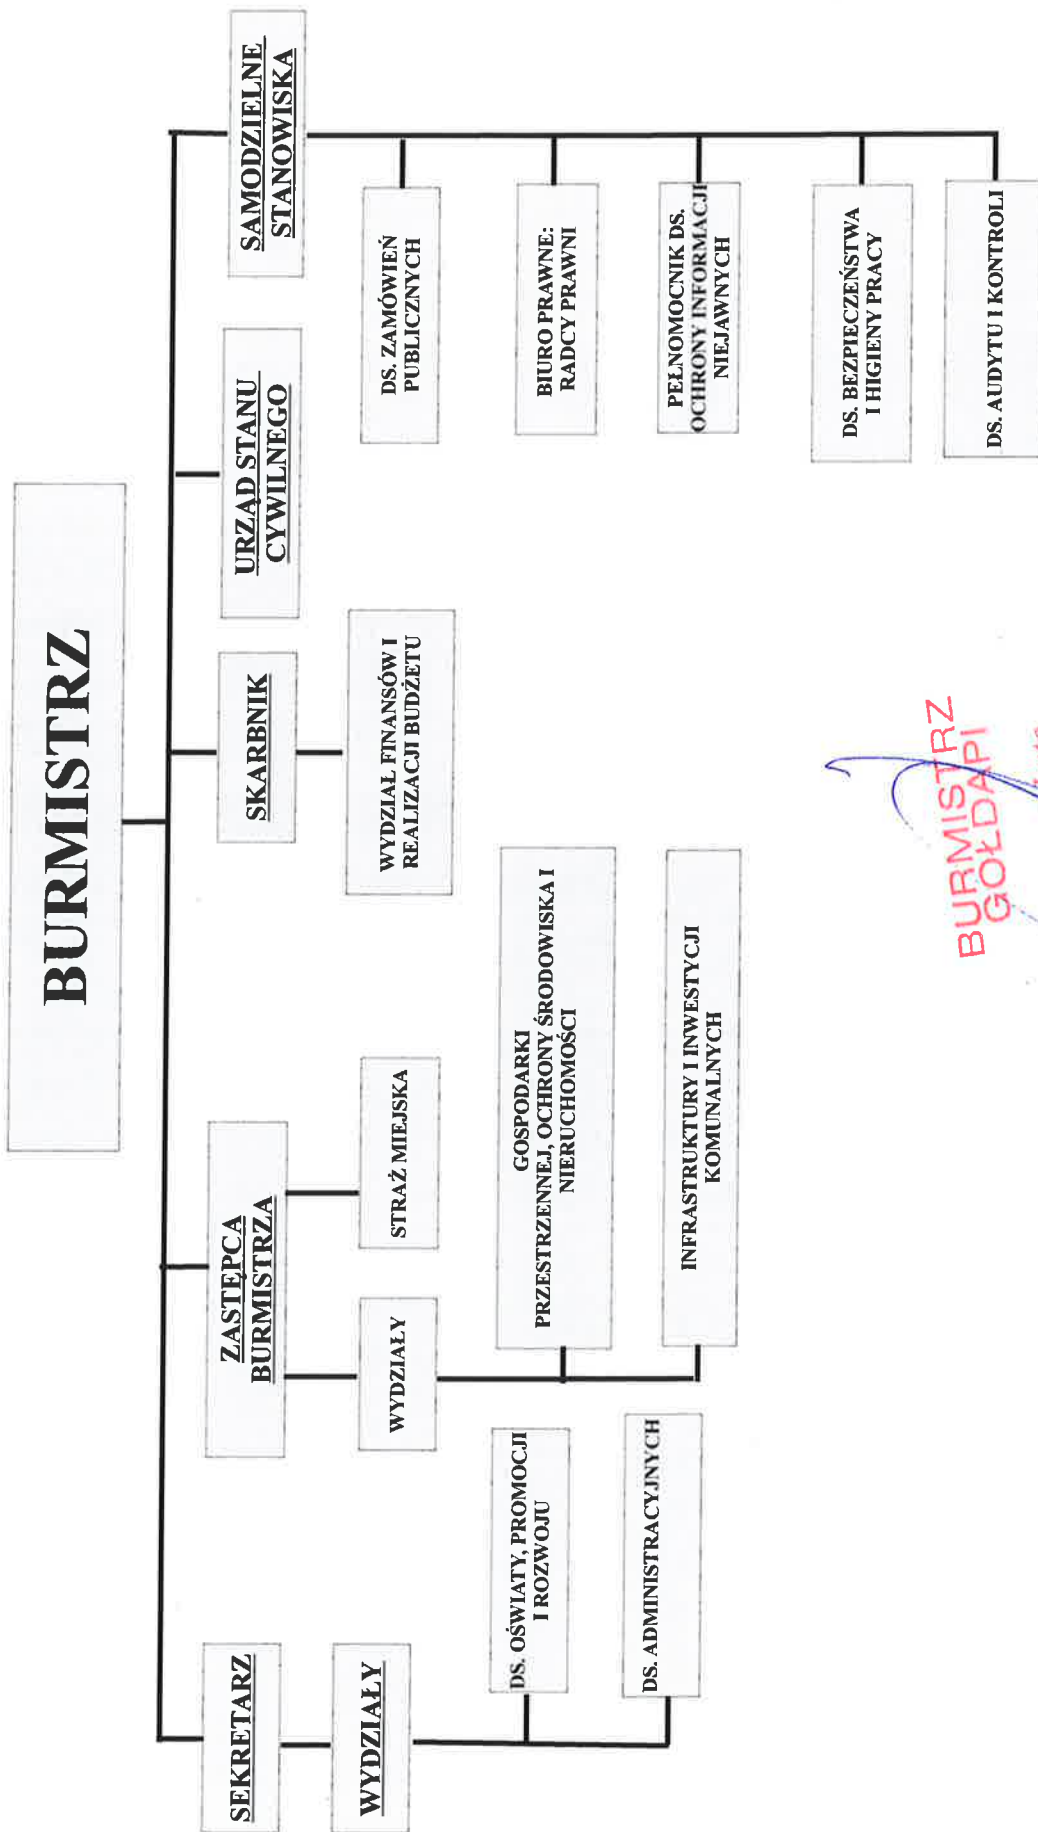 BURMISTRZ
SEKRETARZ
WYDZIAŁY
DS. OŚWIATY, PROMOCJI
I ROZWOJU
DS. ADMINISTRACYJNYCH
ZASTĘPCA
BURMISTRZA
WYDZIAŁY
STRAŻ MIEJSKA
GOSPODARKI
PRZESTRZENNEJ, OCHRONY ŚRODOWISKA I
NIERUCHOMOŚCI
INFRASTRUKTURY I INWESTYCJI
KOMUNALNYCH
SKARBNIK
WYDZIAŁ FINANSÓW I
REALIZACJI BUDŻETU
URZĄD STANU
CYWILNEGO
SAMODZIELNE
STANOWISKA
DS. ZAMÓWIEŃ
PUBLICZNYCH
BIURO PRAWNE:
RADCY PRAWNI
PEŁNOMOCNIK DS.
OCHRONY INFORMACJI
NIEJAWNYCH
DS. BEZPIECZEŃSTWA
I HIGIENY PRACY
DS. AUDYTU I KONTROLI
BURMISTRZ
GOŁDAPI